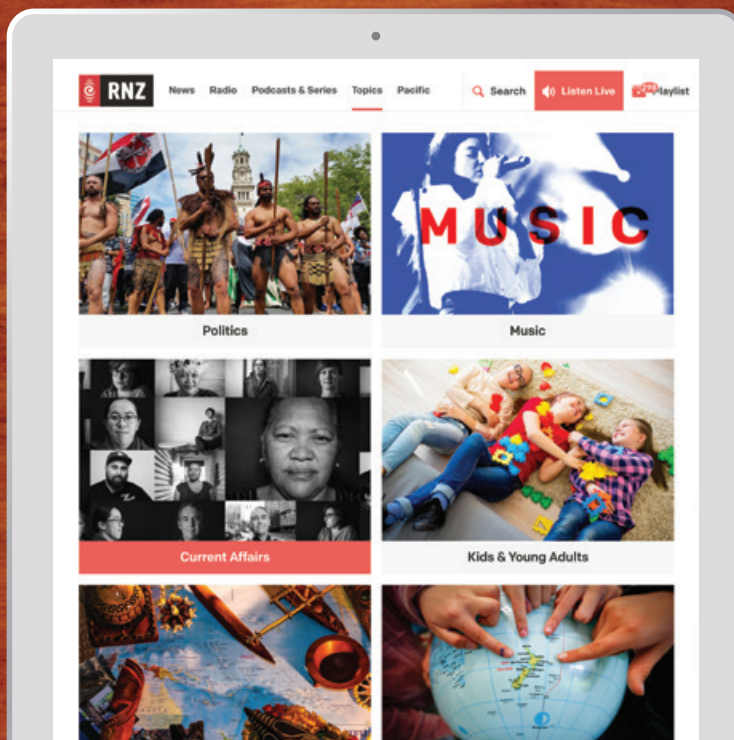 RNZ
News Radio Podcasts & Series Topics Pacific
Search
Listen Live
298
Playlist
MUSIC
Politics
Music
Current Affairs
Kids & Young Adults